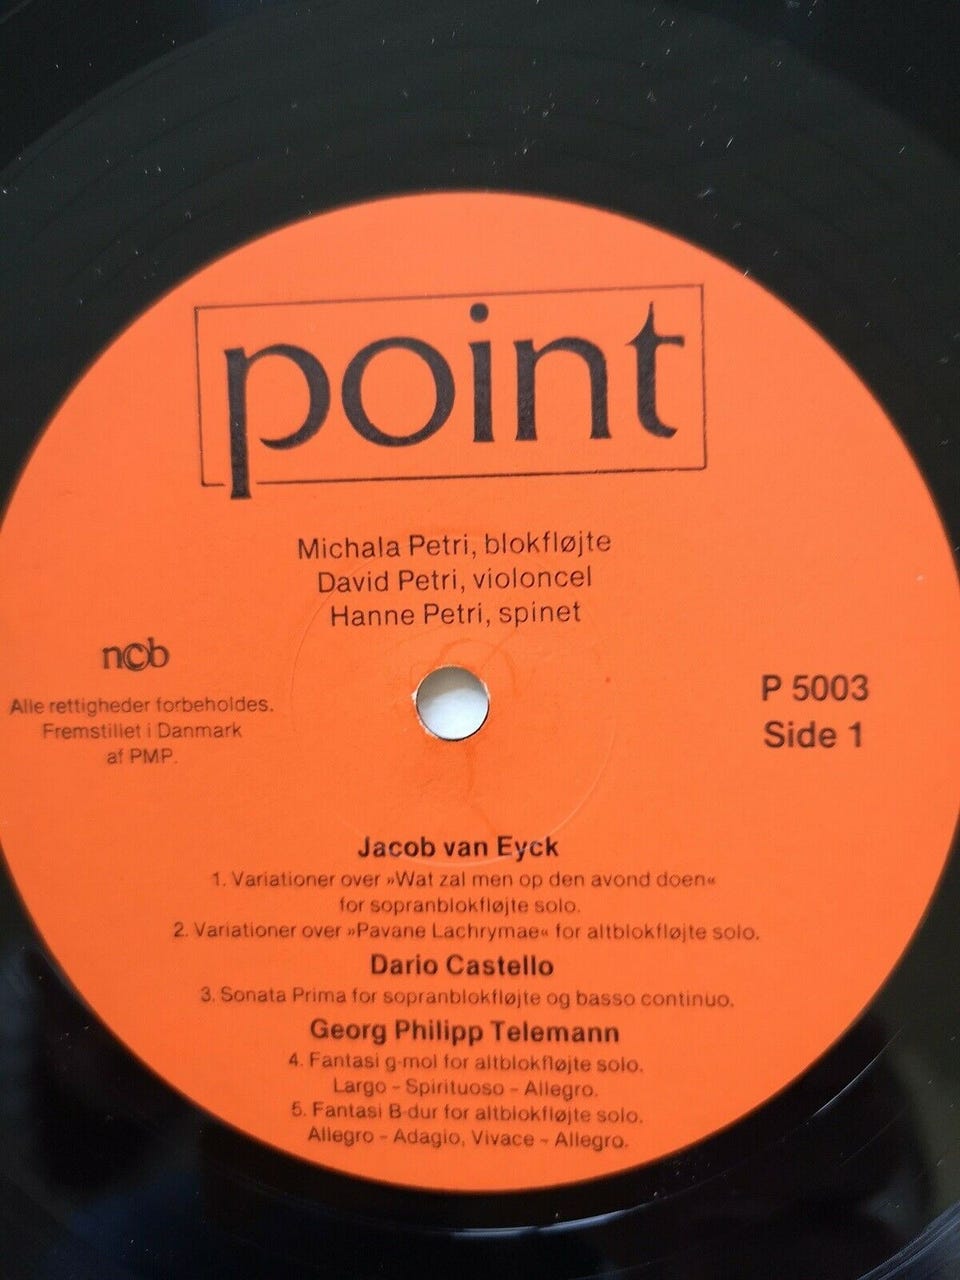 point
Michala Petri, blokfløjte
David Petri, violoncel
Hanne Petri, spinet
ncb
Alle rettigheder forbeholdes.
Fremstillet i Danmark
af PMP.
P 5003
Side 1
Jacob van Eyck
1. Variationer over »Wat zal men op den avond doen«
for sopranblokfløjte solo.
2. Variationer over »Pavane Lachrymae« for altblokfløjte solo.
Dario Castello
3. Sonata Prima for sopranblokfløjte og basso continuo.
Georg Philipp Telemann
4. Fantasi g-mol for altblokfløjte solo.
Largo - Spirituoso - Allegro.
5. Fantasi B-dur for altblokfløjte solo.
Allegro - Adagio, Vivace - Allegro.